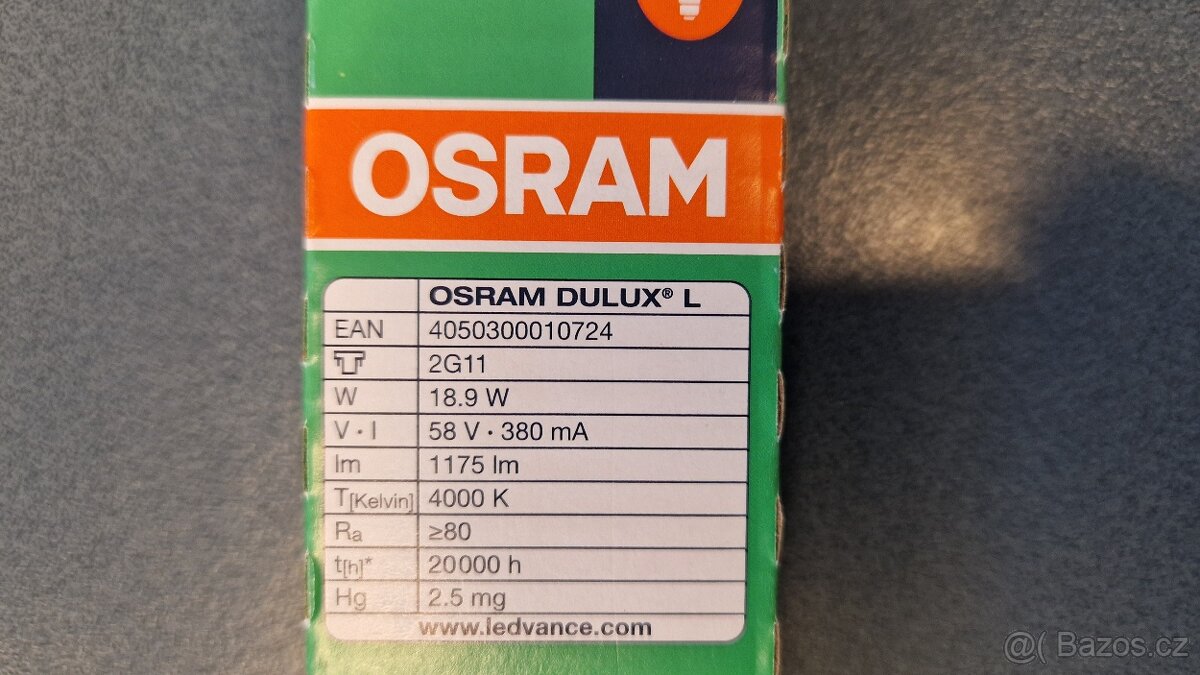 OSRAM
OSRAM DULUX® L
EAN 4050300010724
2G11
W 18.9 W
V · I 58 V · 380 mA
lm 1175 lm
T[Kelvin] 4000 K
Ra ≥80
t[h]* 20000 h
Hg 2.5 mg
www.ledvance.com
@( Bazos.cz